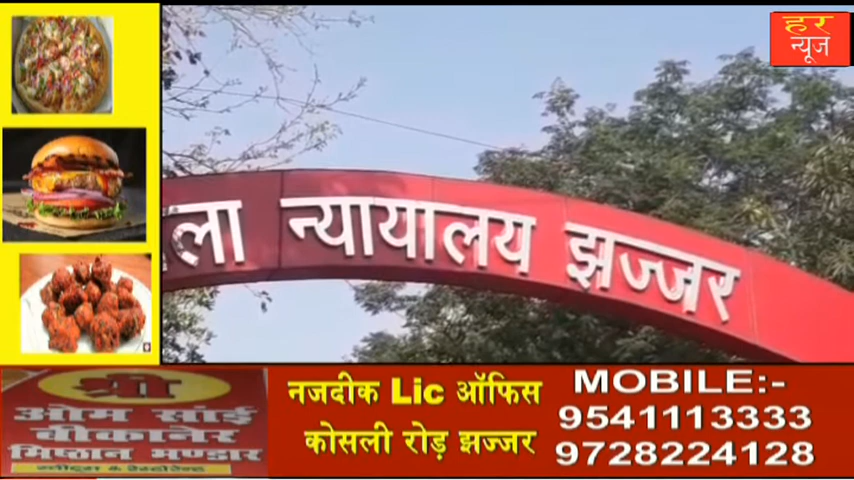 हर
न्यूज
ला न्यायालय झज्जर
श्री
ओम सांई
बीकानेर
मिष्ठान भण्डार
स्वीट्स & रेस्टोरेन्ट
नजदीक Lic ऑफिस
कोसली रोड़ झज्जर
MOBILE:-
9541113333
9728224128